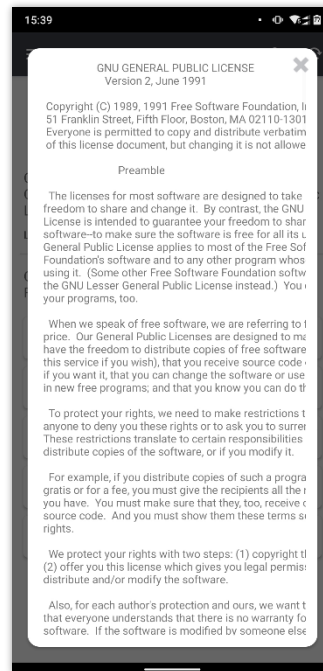 15:39
GNU GENERAL PUBLIC LICENSE
Version 2, June 1991
Copyright (C) 1989, 1991 Free Software Foundation, I
51 Franklin Street, Fifth Floor, Boston, MA 02110-1301
Everyone is permitted to copy and distribute verbatim
of this license document, but changing it is not allowe
Preamble
The licenses for most software are designed to take
freedom to share and change it.  By contrast, the GNU
License is intended to guarantee your freedom to shar
software--to make sure the software is free for all its u
General Public License applies to most of the Free Sof
Foundation's software and to any other program whos
using it.  (Some other Free Software Foundation softw
the GNU Lesser General Public License instead.)  You
your programs, too.
When we speak of free software, we are referring to f
price.  Our General Public Licenses are designed to ma
have the freedom to distribute copies of free software
this service if you wish), that you receive source code
if you want it, that you can change the software or use
in new free programs; and that you know you can do th
To protect your rights, we need to make restrictions t
anyone to deny you these rights or to ask you to surrer
These restrictions translate to certain responsibilities
distribute copies of the software, or if you modify it.
For example, if you distribute copies of such a progra
gratis or for a fee, you must give the recipients all the r
you have.  You must make sure that they, too, receive c
source code.  And you must show them these terms s
rights.
We protect your rights with two steps: (1) copyright tl
(2) offer you this license which gives you legal permis
distribute and/or modify the software.
Also, for each author's protection and ours, we want t
that everyone understands that there is no warranty fo
software.  If the software is modified by someone else